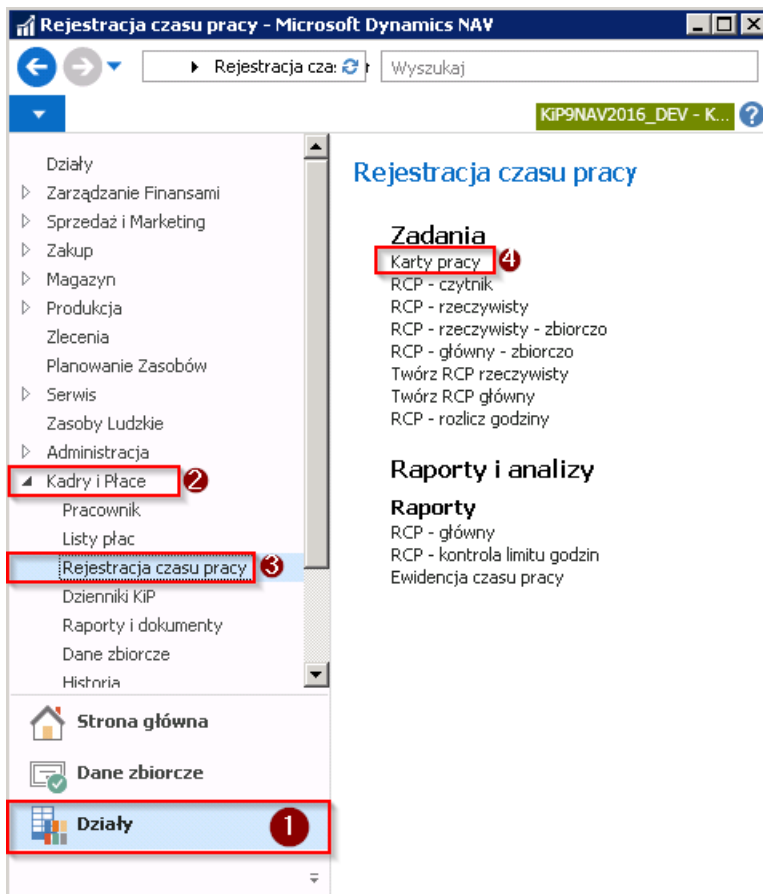 Rejestracja czasu pracy - Microsoft Dynamics NAV
Rejestracja cza:
Wyszukaj
KiP9NAV2016_DEV - K...
?
Działy
Zarządzanie Finansami
Sprzedaż i Marketing
Zakup
Magazyn
Produkcja
Zlecenia
Planowanie Zasobów
Serwis
Zasoby Ludzkie
Administracja
Kadry i Płace 2
Pracownik
Listy płac
Rejestracja czasu pracy 3
Dzienniki KiP
Raporty i dokumenty
Dane zbiorcze
Historia
Strona główna
Dane zbiorcze
Działy 1
Rejestracja czasu pracy
Zadania
Karty pracy 4
RCP - czytnik
RCP - rzeczywisty
RCP - rzeczywisty - zbiorczo
RCP - główny - zbiorczo
Twórz RCP rzeczywisty
Twórz RCP główny
RCP - rozlicz godziny
Raporty i analizy
Raporty
RCP - główny
RCP - kontrola limitu godzin
Ewidencja czasu pracy